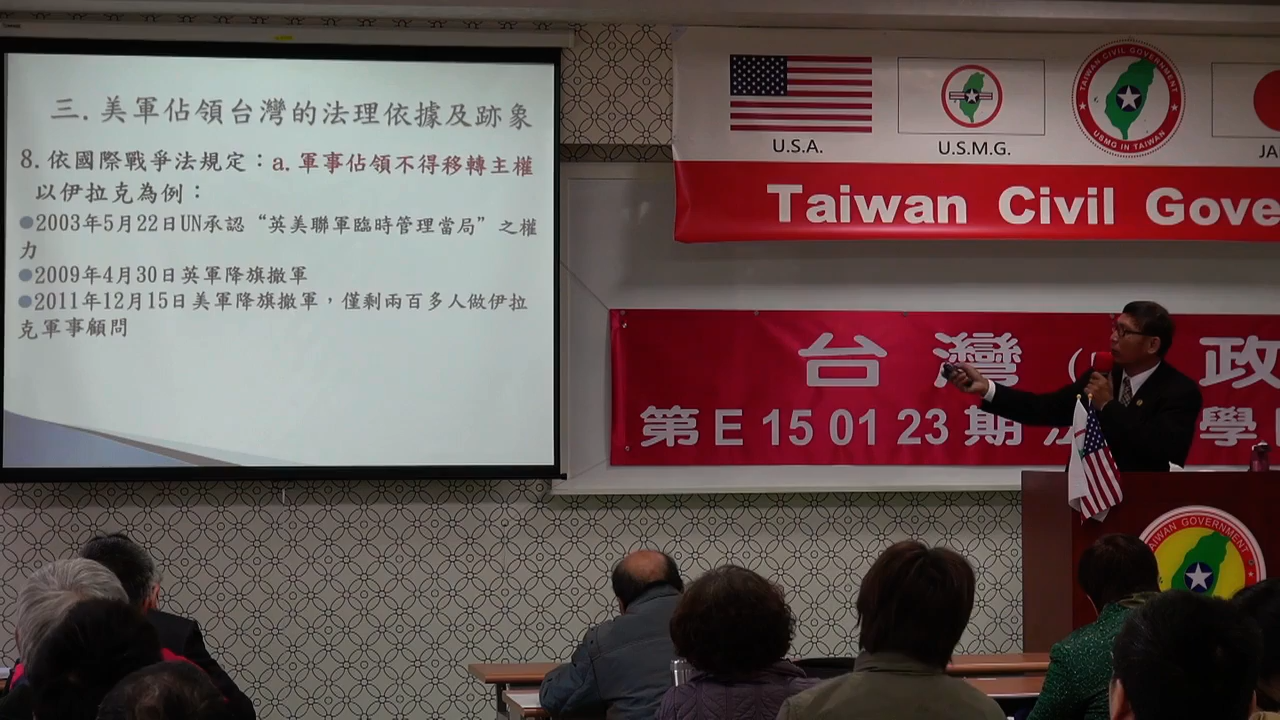 三.美軍佔領台灣的法理依據及跡象
8.依國際戰爭法規定：a.軍事佔領不得移轉主權
以伊拉克為例：
●2003年5月22日UN承認“英美聯軍臨時管理當局”之權
力
●2009年4月30日英軍降旗撤軍
●2011年12月15日美軍降旗撤軍，僅剩兩百多人做伊拉
克軍事顧問
U.S.A.
U.S.M.G.
TAIWAN CIVIL GOVERNMENT
USMG IN TAIWAN
JA
Taiwan Civil Gove
台灣 政
第E 15 01 23期 學
TAIWAN GOVERNMENT